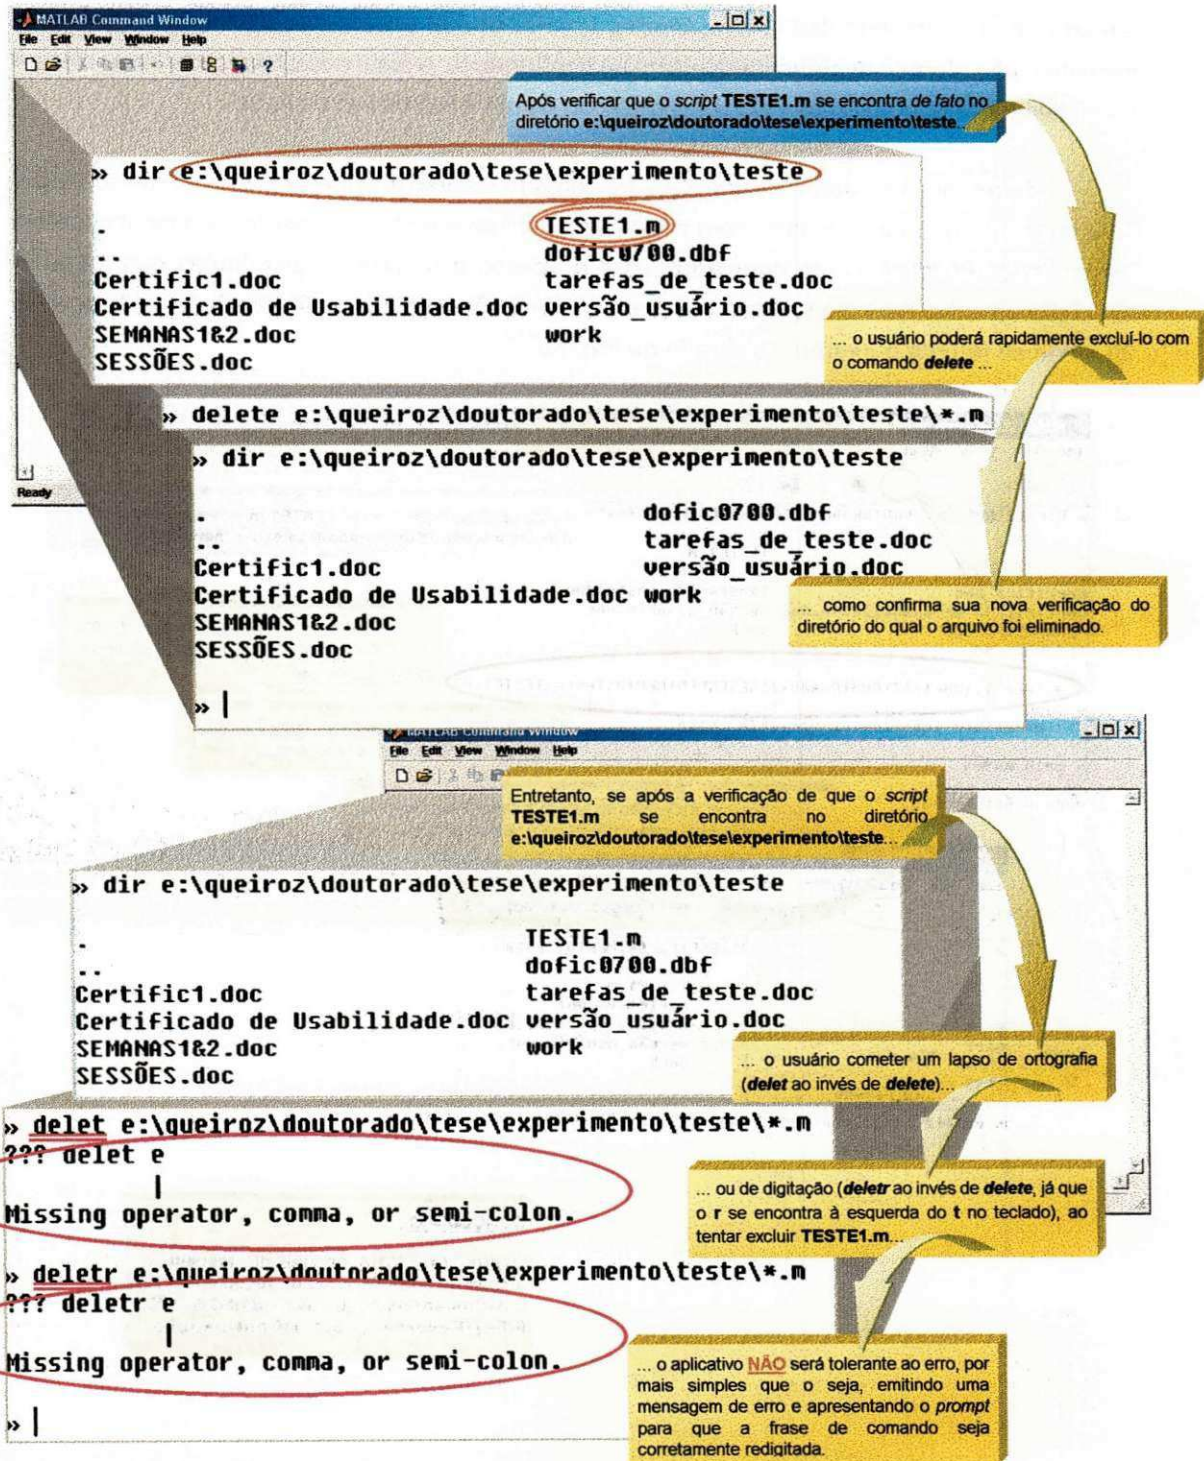 MATLAB Command Window
File Edit View Window Help
Após verificar que o script TESTE1.m se encontra de fato no
diretório e:\queiroz\doutorado\tese\experimento\teste...
» dir e:\queiroz\doutorado\tese\experimento\teste
. TESTE1.m
.. dofic0700.dbf
Certific1.doc tarefas_de_teste.doc
Certificado de Usabilidade.doc versão_usuário.doc
SEMANAS1&2.doc work
SESSÕES.doc
... o usuário poderá rapidamente excluí-lo com
o comando delete ...
» delete e:\queiroz\doutorado\tese\experimento\teste\*.m
» dir e:\queiroz\doutorado\tese\experimento\teste
Ready
. dofic0700.dbf
.. tarefas_de_teste.doc
Certific1.doc versão_usuário.doc
Certificado de Usabilidade.doc work
SEMANAS1&2.doc
SESSÕES.doc
... como confirma sua nova verificação do
diretório do qual o arquivo foi eliminado.
» |
MATLAB Command Window
File Edit View Window Help
Entretanto, se após a verificação de que o script
TESTE1.m se encontra no diretório
e:\queiroz\doutorado\tese\experimento\teste...
» dir e:\queiroz\doutorado\tese\experimento\teste
. TESTE1.m
.. dofic0700.dbf
Certific1.doc tarefas_de_teste.doc
Certificado de Usabilidade.doc versão_usuário.doc
SEMANAS1&2.doc work
SESSÕES.doc
... o usuário cometer um lapso de ortografia
(delet ao invés de delete)...
» delet e:\queiroz\doutorado\tese\experimento\teste\*.m
??? delet e
|
Missing operator, comma, or semi-colon.
... ou de digitação (deletr ao invés de delete, já que
o r se encontra à esquerda do t no teclado), ao
tentar excluir TESTE1.m...
» deletr e:\queiroz\doutorado\tese\experimento\teste\*.m
??? deletr e
|
Missing operator, comma, or semi-colon.
» |
... o aplicativo NÃO será tolerante ao erro, por
mais simples que o seja, emitindo uma
mensagem de erro e apresentando o prompt
para que a frase de comando seja
corretamente redigitada.